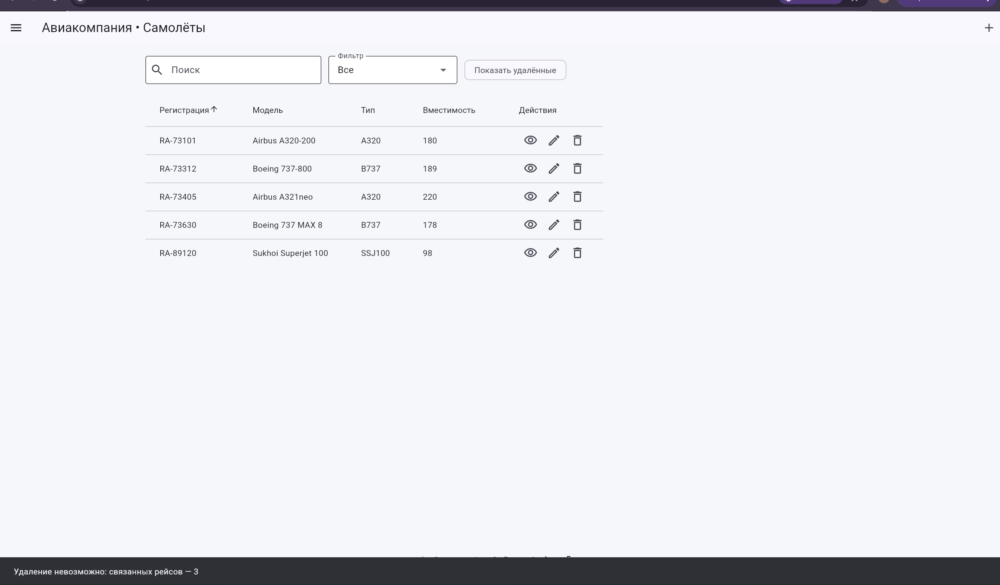 Авиакомпания • Самолёты
Поиск
Фильтр
Все
Показать удалённые
Регистрация Модель Тип Вместимость Действия
RA-73101 Airbus A320-200 A320 180
RA-73312 Boeing 737-800 B737 189
RA-73405 Airbus A321neo A320 220
RA-73630 Boeing 737 MAX 8 B737 178
RA-89120 Sukhoi Superjet 100 SSJ100 98
Удаление невозможно: связанных рейсов — 3